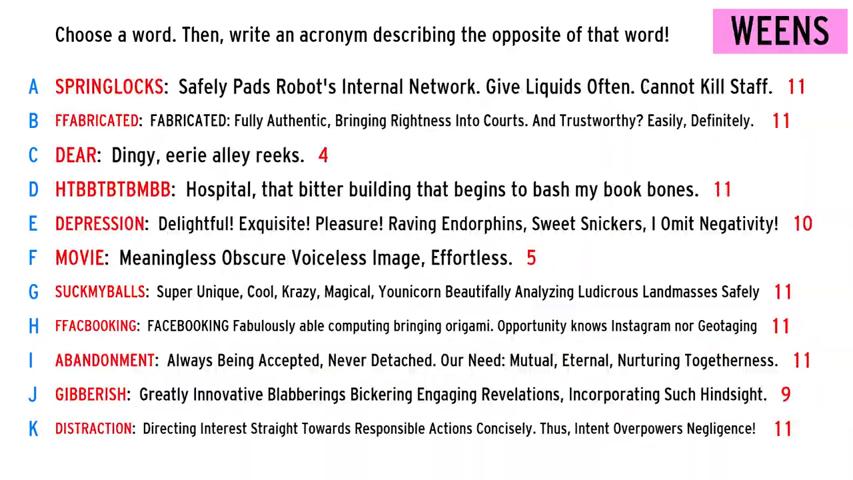 Choose a word. Then, write an acronym describing the opposite of that word!
WEENS
A SPRINGLOCKS: Safely Pads Robot's Internal Network. Give Liquids Often. Cannot Kill Staff. 11
B FFABRICATED: FABRICATED: Fully Authentic, Bringing Rightness Into Courts. And Trustworthy? Easily, Definitely. 11
C DEAR: Dingy, eerie alley reeks. 4
D HTBBTBTBMBB: Hospital, that bitter building that begins to bash my book bones. 11
E DEPRESSION: Delightful! Exquisite! Pleasure! Raving Endorphins, Sweet Snickers, I Omit Negativity! 10
F MOVIE: Meaningless Obscure Voiceless Image, Effortless. 5
G SUCKMYBALLS: Super Unique, Cool, Krazy, Magical, Younicorn Beautifally Analyzing Ludicrous Landmasses Safely 11
H FFACBOOKING: FACEBOOKING Fabulously able computing bringing origami. Opportunity knows Instagram nor Geotaging 11
I ABANDONMENT: Always Being Accepted, Never Detached. Our Need: Mutual, Eternal, Nurturing Togetherness. 11
J GIBBERISH: Greatly Innovative Blabberings Bickering Engaging Revelations, Incorporating Such Hindsight. 9
K DISTRACTION: Directing Interest Straight Towards Responsible Actions Concisely. Thus, Intent Overpowers Negligence! 11